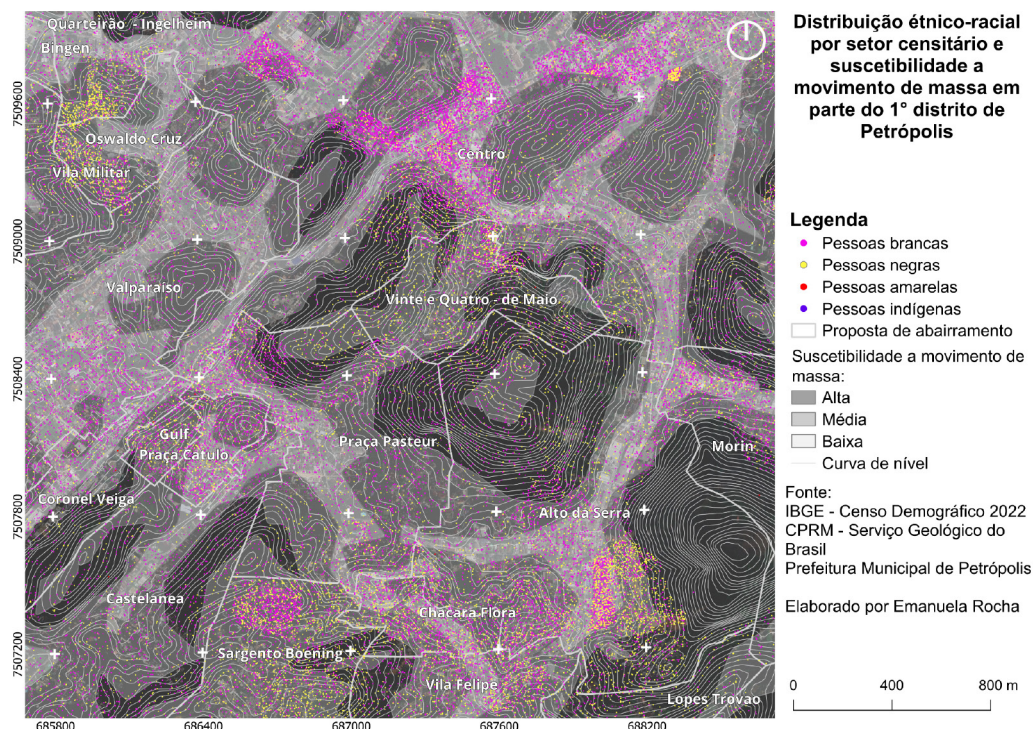 Distribuição étnico-racial
por setor censitário e
suscetibilidade a
movimento de massa em
parte do 1° distrito de
Petrópolis
Quarteirão - Ingelheim
Bingen
Oswaldo Cruz
Vila Militar
Centro
Valparaíso
Vinte e Quatro - de Maio
Gulf
Praça Catulo
Praça Pasteur
Morin
Coronel Veiga
Alto da Serra
Castelanea
Chácara Flora
Sargento Boening
Vila Felipe
Lopes Trovao
7509600
7509000
7508400
7507800
7507200
685800
686400
687000
687600
688200
Legenda
Pessoas brancas
Pessoas negras
Pessoas amarelas
Pessoas indígenas
Proposta de abairramento
Suscetibilidade a movimento de
massa:
Alta
Média
Baixa
Curva de nível
Fonte:
IBGE - Censo Demográfico 2022
CPRM - Serviço Geológico do
Brasil
Prefeitura Municipal de Petrópolis
Elaborado por Emanuela Rocha
0 400 800 m